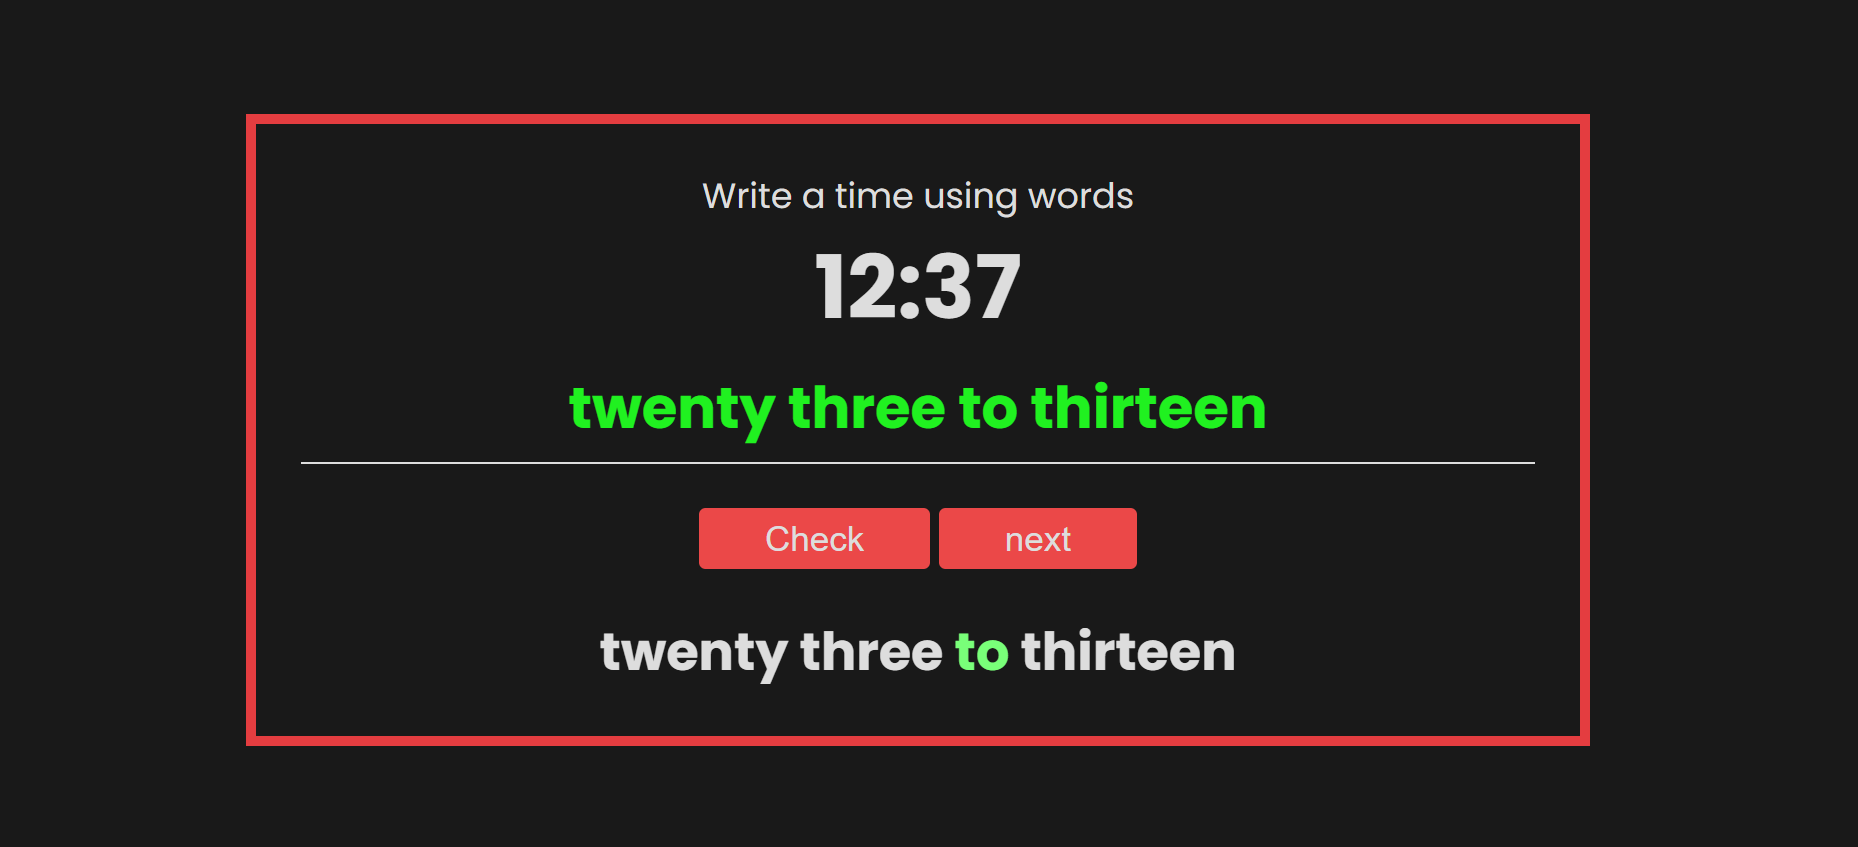 Write a time using words
12:37
twenty three to thirteen
Check next
twenty three to thirteen